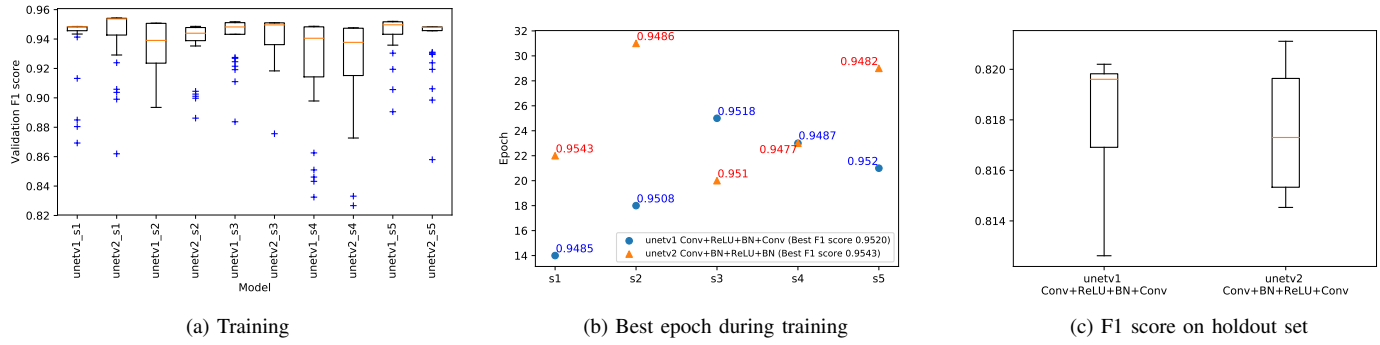 0.96
0.94
0.92
0.90
0.88
0.86
0.84
0.82
Validation F1 score
unetv1_s1
unetv2_s1
unetv1_s2
unetv2_s2
unetv1_s3
unetv2_s3
unetv1_s4
unetv2_s4
unetv1_s5
unetv2_s5
Model
(a) Training
32
30
28
26
24
22
20
18
16
14
Epoch
0.9486
0.9482
0.9518
0.9487
0.9543
0.9477
0.952
0.951
0.9508
0.9485
unetv1 Conv+ReLU+BN+Conv (Best F1 score 0.9520)
unetv2 Conv+BN+ReLU+BN (Best F1 score 0.9543)
s1 s2 s3 s4 s5
(b) Best epoch during training
0.820
0.818
0.816
0.814
unetv1 unetv2
Conv+ReLU+BN+Conv Conv+BN+ReLU+Conv
(c) F1 score on holdout set